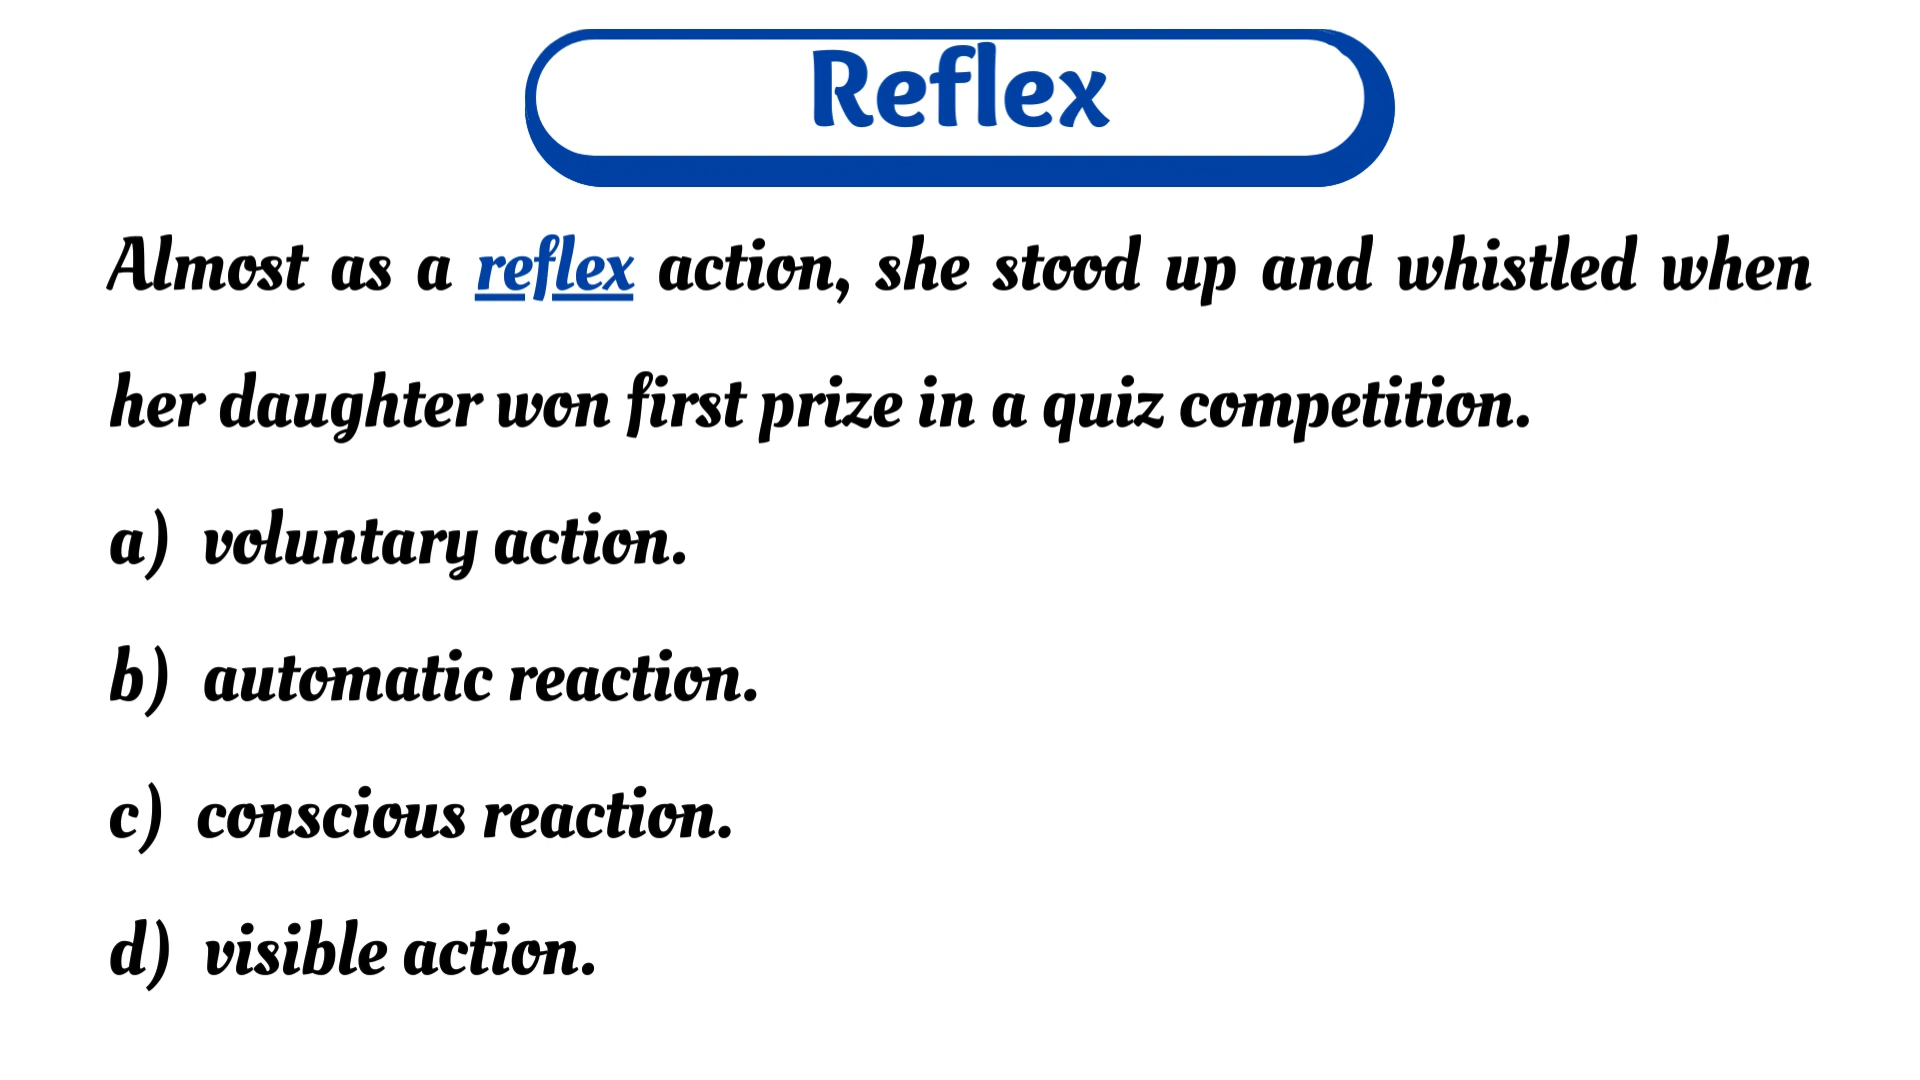 Reflex
Almost as a reflex action, she stood up and whistled when
her daughter won first prize in a quiz competition.
a) voluntary action.
b) automatic reaction.
c) conscious reaction.
d) visible action.